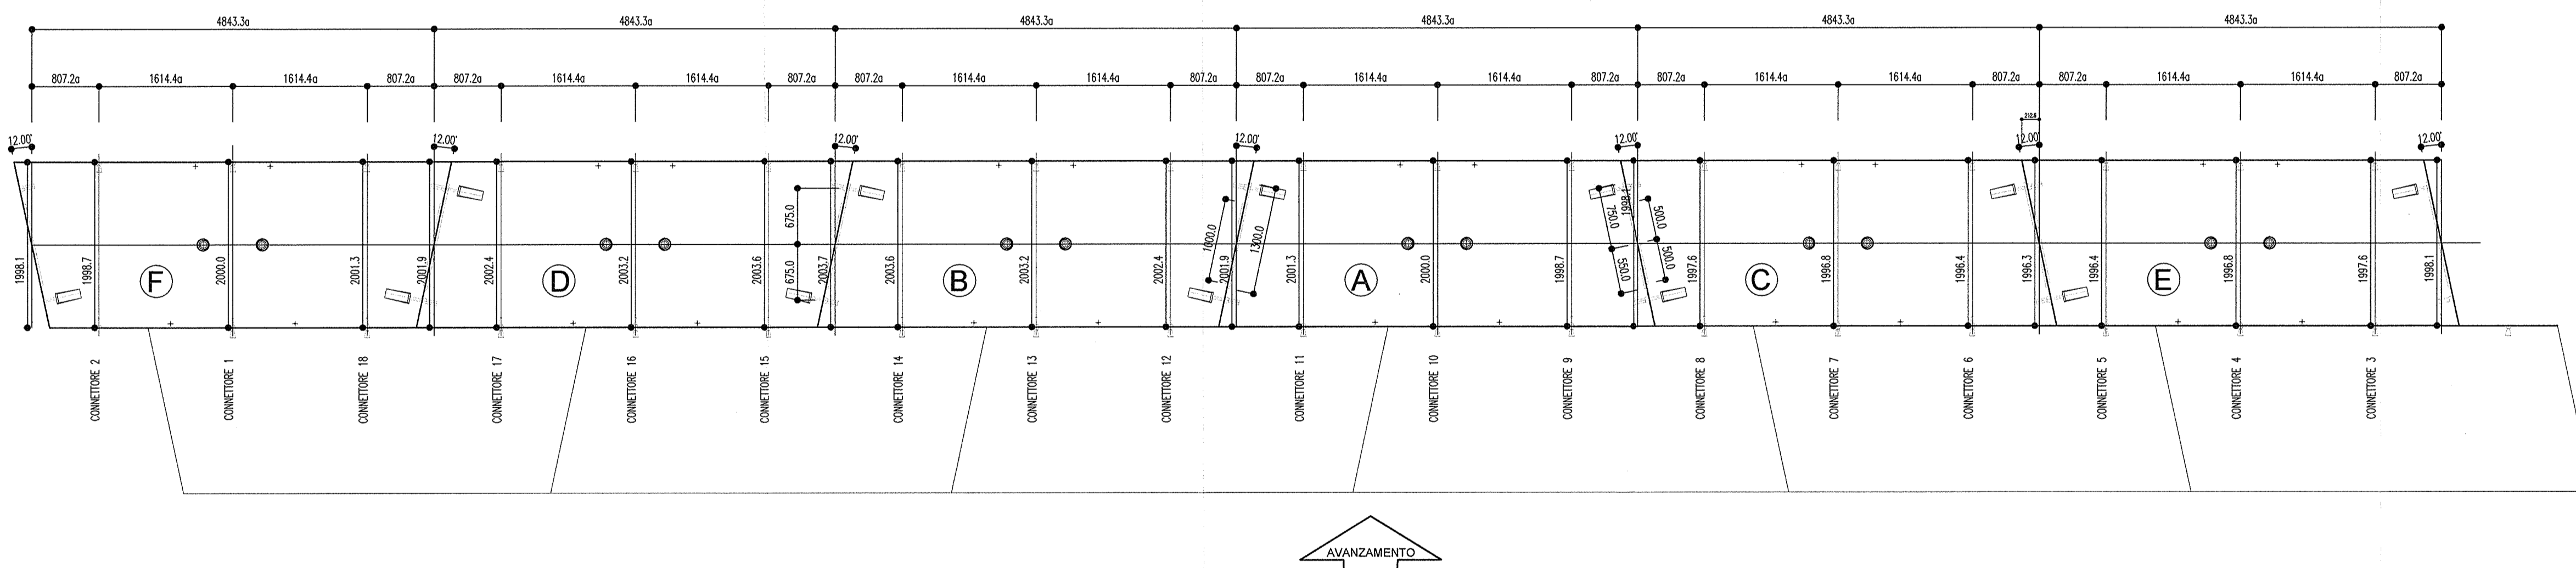 4843.3a 4843.3a 4843.3a 4843.3a 4843.3a 4843.3a
807.2a 1614.4a 1614.4a 807.2a 807.2a 1614.4a 1614.4a 807.2a 807.2a 1614.4a 1614.4a 807.2a 807.2a 1614.4a 1614.4a 807.2a 807.2a 1614.4a 1614.4a 807.2a 807.2a 1614.4a 1614.4a 807.2a
212.6
12.00° 12.00° 12.00° 12.00° 12.00° 12.00° 12.00°
675.0
675.0
1000.0
1300.0
750.0
550.0
1998.1
500.0
500.0
1998.1 1998.7 2000.0 2001.3 2001.9 2002.4 2003.2 2003.6 2003.7 2003.6 2003.2 2002.4 2001.9 2001.3 2000.0 1998.7 1997.6 1996.8 1996.4 1996.3 1996.4 1996.8 1997.6 1998.1
F D B A C E
CONNETTORE 2
CONNETTORE 1
CONNETTORE 18
CONNETTORE 17
CONNETTORE 16
CONNETTORE 15
CONNETTORE 14
CONNETTORE 13
CONNETTORE 12
CONNETTORE 11
CONNETTORE 10
CONNETTORE 9
CONNETTORE 8
CONNETTORE 7
CONNETTORE 6
CONNETTORE 5
CONNETTORE 4
CONNETTORE 3
AVANZAMENTO